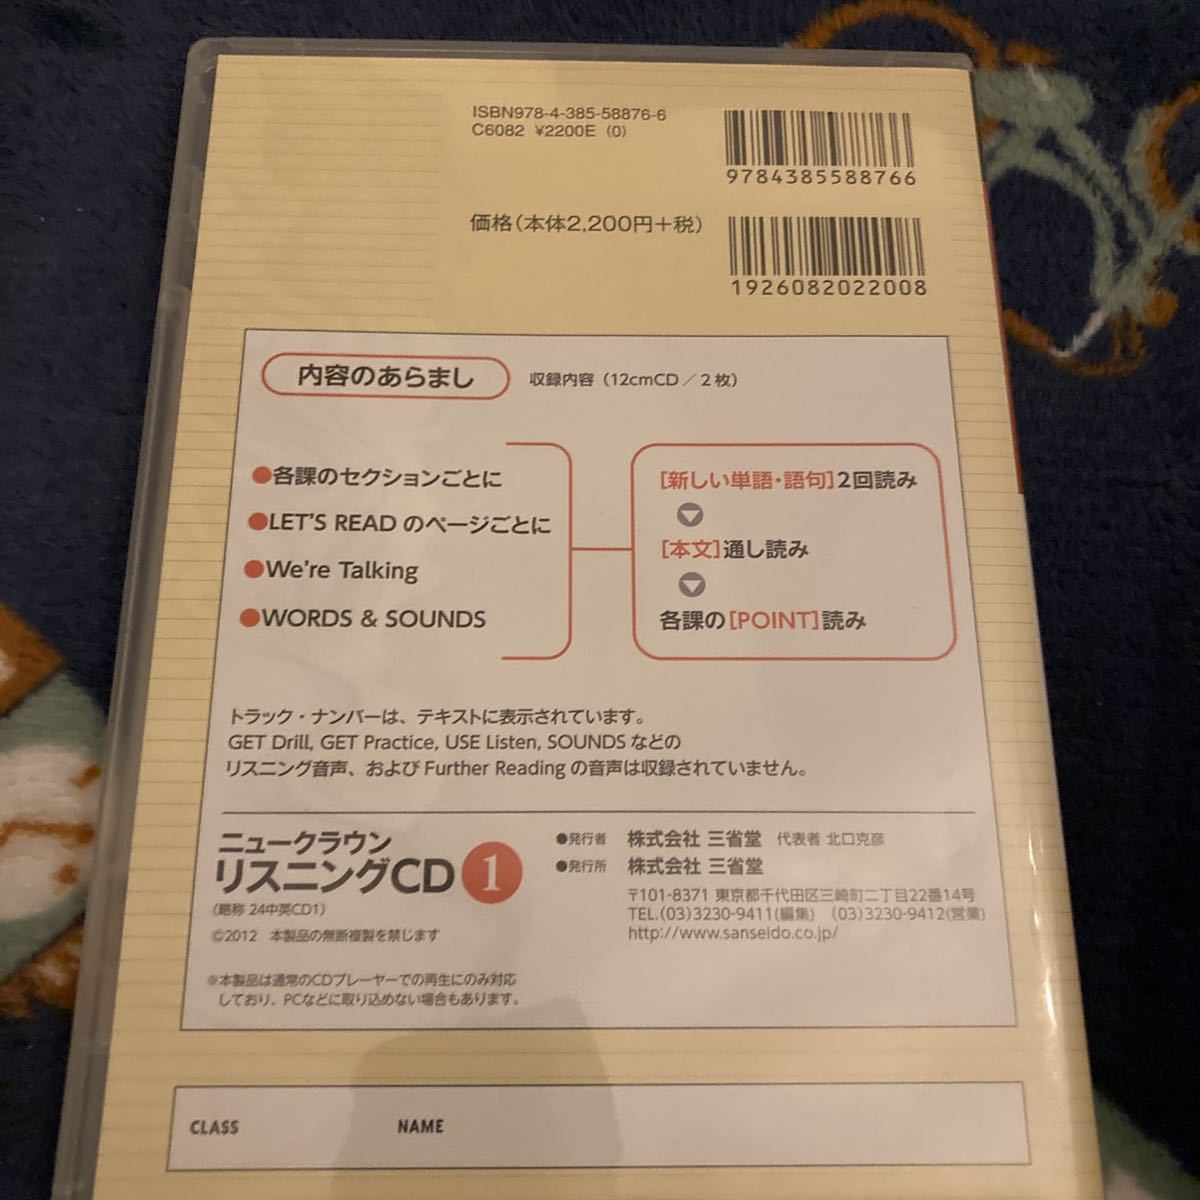 ISBN978-4-385-58876-6
C6082 ¥2200E (0)
9784385588766
価格(本体2,200円+税)
1926082022008
内容のあらまし
収録内容（12cmCD／2枚）
●各課のセクションごとに
●LET'S READ のページごとに
●We're Talking
●WORDS & SOUNDS
[新しい単語・語句]2回読み
[本文]通し読み
各課の[POINT]読み
トラック・ナンバーは、テキストに表示されています。
GET Drill, GET Practice, USE Listen, SOUNDS などの
リスニング音声、および Further Reading の音声は収録されていません。
ニュークラウン
リスニングCD 1
（略称 24中英CD1）
©2012 本製品の無断複製を禁じます
※本製品は通常のCDプレーヤーでの再生にのみ対応
しており、PCなどに取り込めない場合もあります。
●発行者 株式会社 三省堂 代表者 北口克彦
●発行所 株式会社 三省堂
〒101-8371 東京都千代田区三崎町二丁目22番14号
TEL.(03)3230-9411(編集) (03)3230-9412(営業)
http://www.sanseido.co.jp/
CLASS NAME